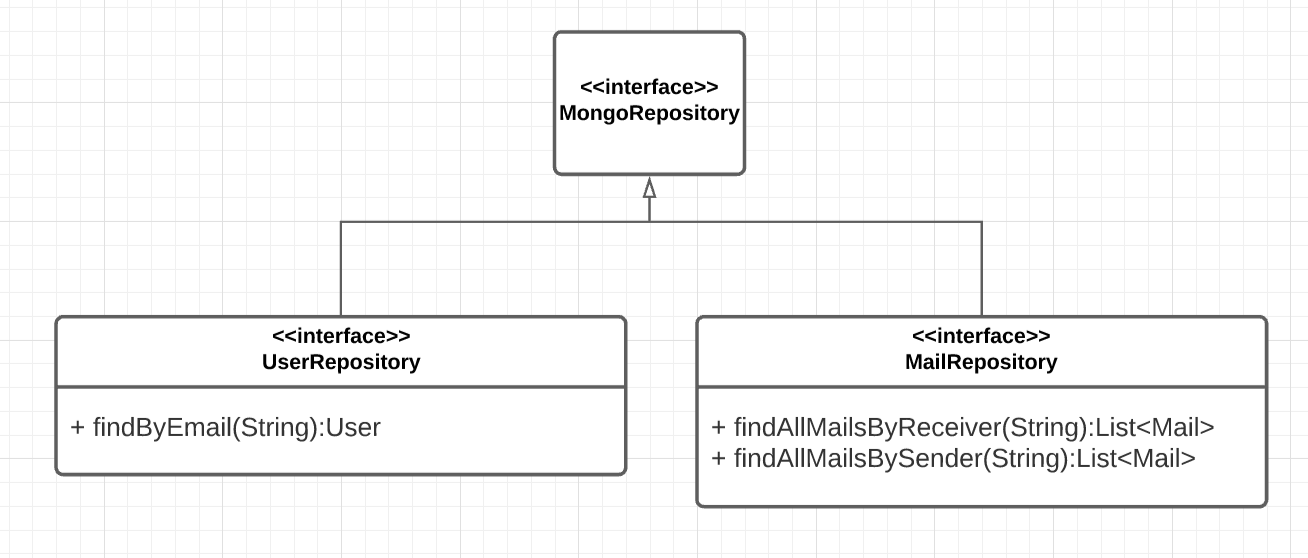 <<interface>>
MongoRepository
<<interface>>
UserRepository
+ findByEmail(String):User
<<interface>>
MailRepository
+ findAllMailsByReceiver(String):List<Mail>
+ findAllMailsBySender(String):List<Mail>